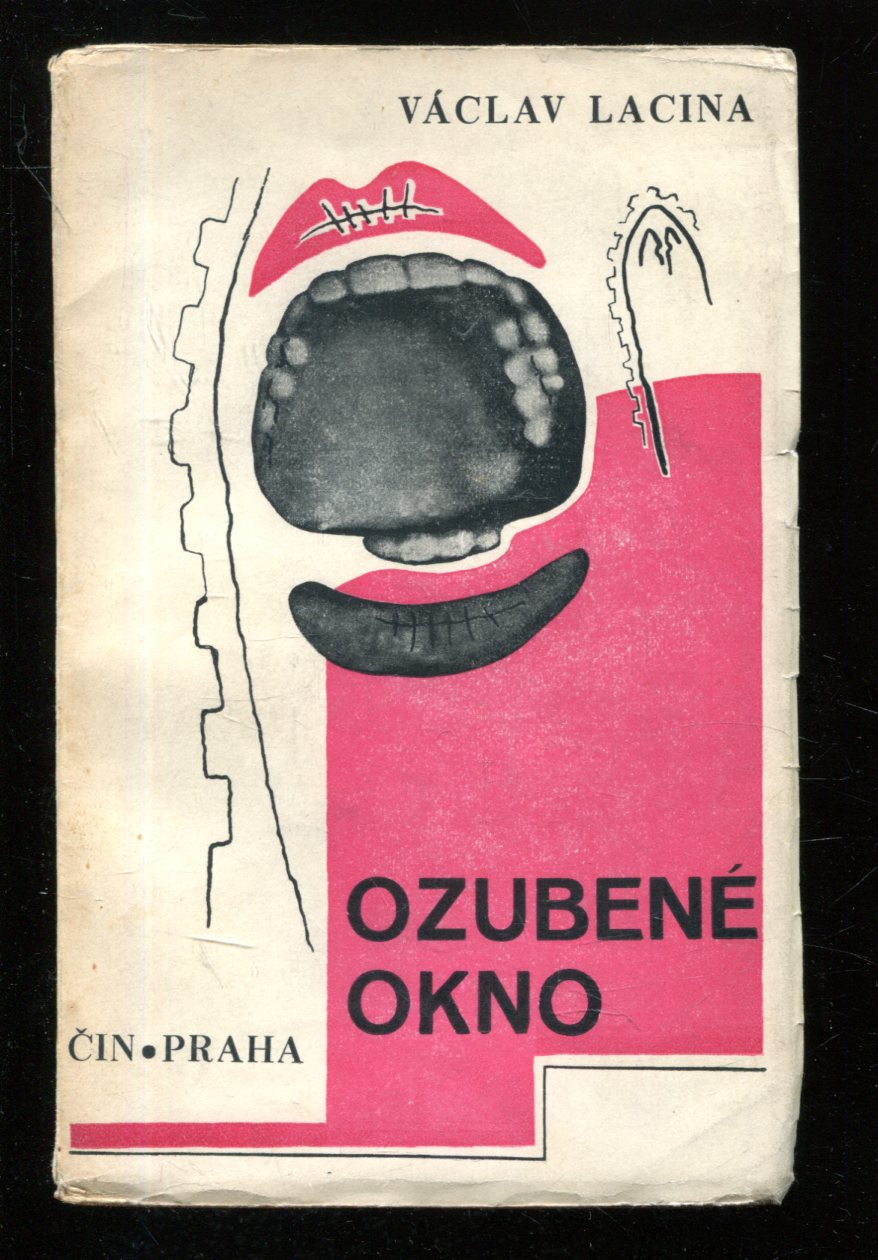 VÁCLAV LACINA
OZUBENÉ
OKNO
ČIN•PRAHA